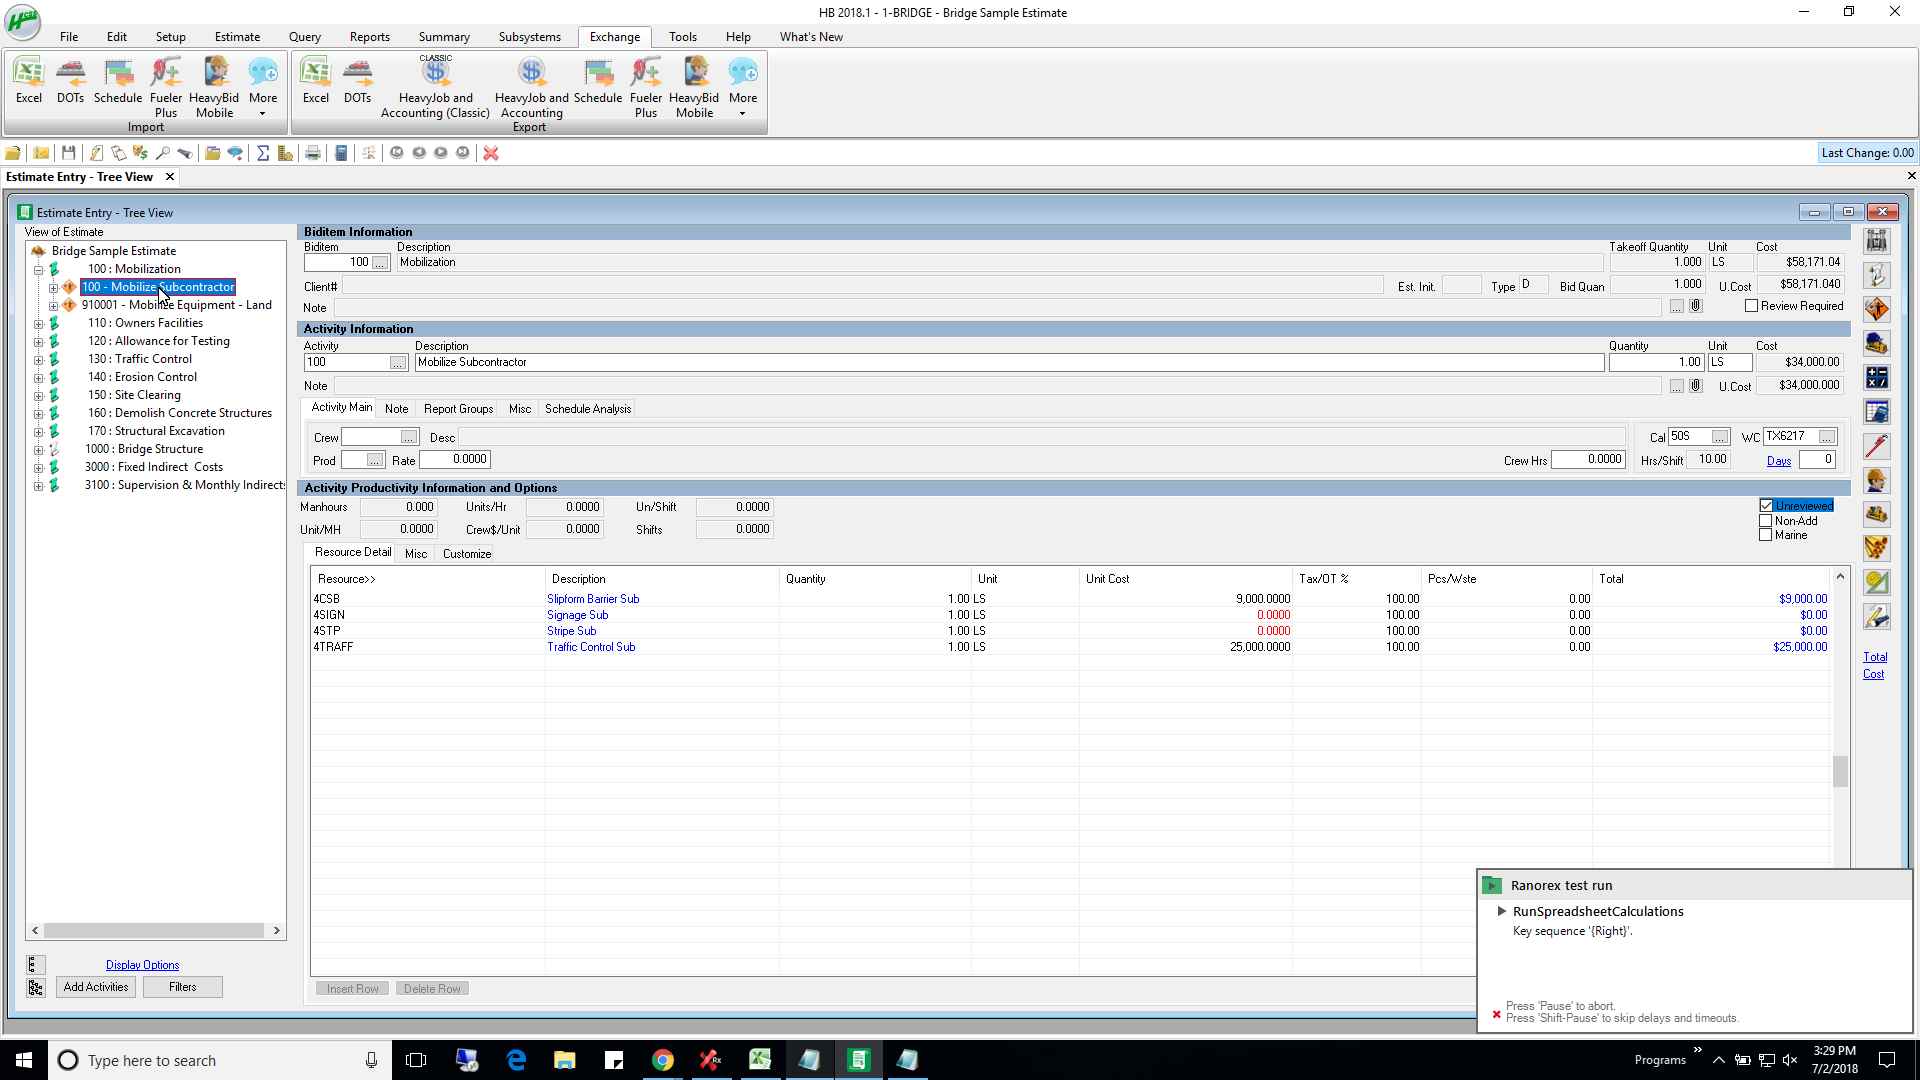 HB 2018.1 - 1-BRIDGE - Bridge Sample Estimate
File Edit Setup Estimate Query Reports Summary Subsystems Exchange Tools Help What's New
Excel DOTs Schedule Fueler Plus HeavyBid Mobile More
Import
Excel DOTs CLASSIC HeavyJob and Accounting (Classic) HeavyJob and Accounting Schedule Fueler Plus HeavyBid Mobile More
Export
Last Change: 0.00
Estimate Entry - Tree View
Estimate Entry - Tree View
View of Estimate
Bridge Sample Estimate
100 : Mobilization
100 - Mobilize Subcontractor
910001 - Mobilize Equipment - Land
110 : Owners Facilities
120 : Allowance for Testing
130 : Traffic Control
140 : Erosion Control
150 : Site Clearing
160 : Demolish Concrete Structures
170 : Structural Excavation
1000 : Bridge Structure
3000 : Fixed Indirect Costs
3100 : Supervision & Monthly Indirects
Display Options
Add Activities Filters
Biditem Information
Biditem Description Takeoff Quantity Unit Cost
100 ... Mobilization 1.000 LS $58,171.04
Client# Est. Init. Type D Bid Quan 1.000 U.Cost $58,171.040
Note ... Review Required
Activity Information
Activity Description Quantity Unit Cost
100 ... Mobilize Subcontractor 1.00 LS $34,000.00
Note ... U.Cost $34,000.000
Activity Main Note Report Groups Misc Schedule Analysis
Crew ... Desc Cal 50S ... WC TX6217 ...
Prod ... Rate 0.0000 Crew Hrs 0.0000 Hrs/Shift 10.00 Days 0
Activity Productivity Information and Options
Manhours 0.000 Units/Hr 0.0000 Un/Shift 0.0000 Unreviewed
Non-Add
Unit/MH 0.0000 Crew$/Unit 0.0000 Shifts 0.0000 Marine
Resource Detail Misc Customize
Resource>> Description Quantity Unit Unit Cost Tax/OT % Pcs/Wste Total
4CSB Slipform Barrier Sub 1.00 LS 9,000.0000 100.00 0.00 $9,000.00
4SIGN Signage Sub 1.00 LS 0.0000 100.00 0.00 $0.00
4STP Stripe Sub 1.00 LS 0.0000 100.00 0.00 $0.00
4TRAFF Traffic Control Sub 1.00 LS 25,000.0000 100.00 0.00 $25,000.00
Insert Row Delete Row
Total
Cost
Ranorex test run
RunSpreadsheetCalculations
Key sequence '{Right}'.
Press 'Pause' to abort.
Press 'Shift-Pause' to skip delays and timeouts.
Type here to search
Programs
3:29 PM
7/2/2018